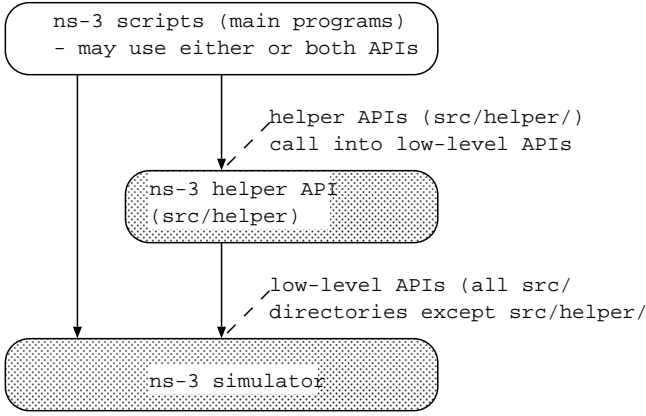 ns-3 scripts (main programs)
- may use either or both APIs
helper APIs (src/helper/)
call into low-level APIs
ns-3 helper API
(src/helper)
low-level APIs (all src/
directories except src/helper/
ns-3 simulator